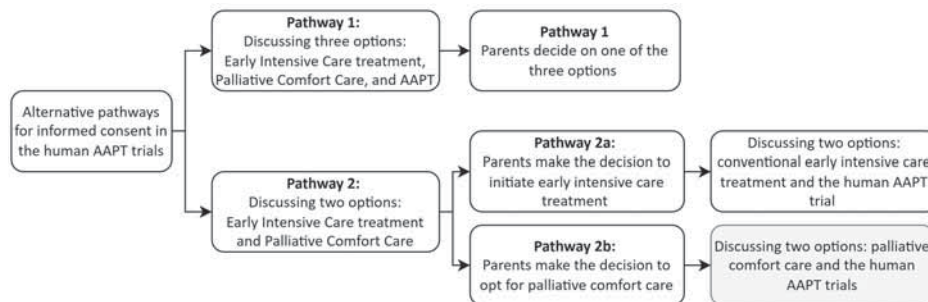 Alternative pathways
for informed consent in
the human AAPT trials
Pathway 1:
Discussing three options:
Early Intensive Care treatment,
Palliative Comfort Care, and AAPT
Pathway 1
Parents decide on one of the
three options
Pathway 2:
Discussing two options:
Early Intensive Care treatment
and Palliative Comfort Care
Pathway 2a:
Parents make the decision to
initiate early intensive care
treatment
Discussing two options:
conventional early intensive care
treatment and the human AAPT
trial
Pathway 2b:
Parents make the decision to
opt for palliative comfort care
Discussing two options: palliative
comfort care and the human
AAPT trials